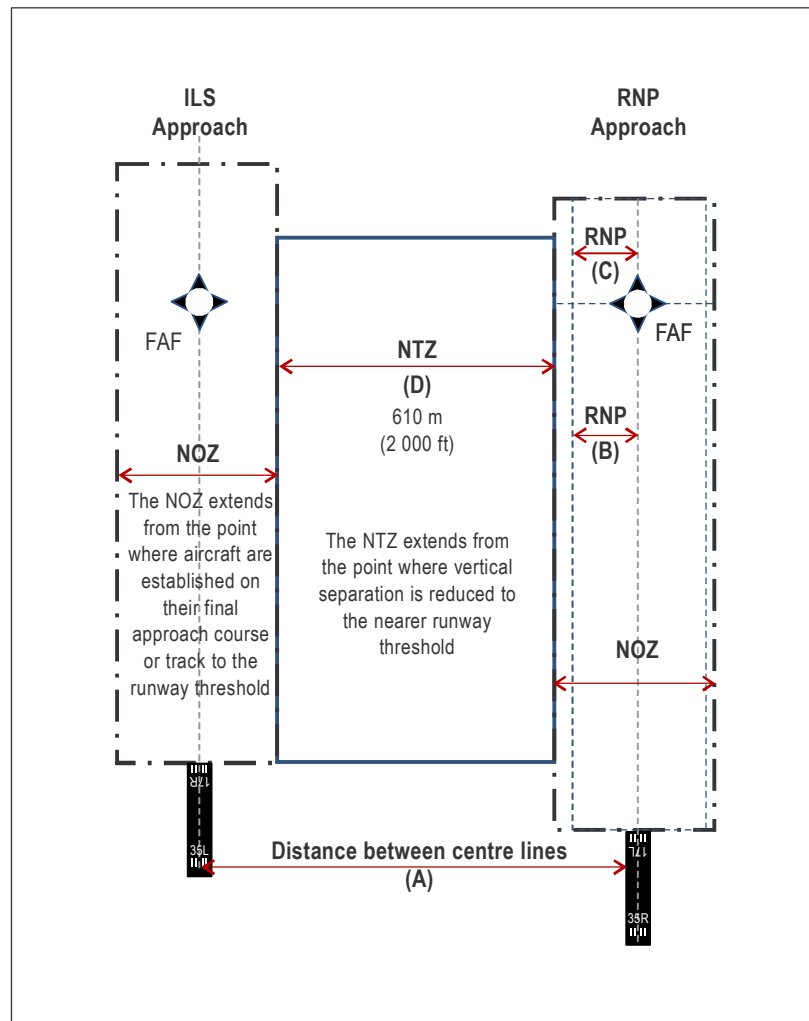 ILS
Approach
RNP
Approach
RNP
(C)
FAF
FAF
NTZ
(D)
610 m
(2 000 ft)
RNP
(B)
NOZ
The NOZ extends
from the point
where aircraft are
established on
their final
approach course
or track to the
runway threshold
The NTZ extends from
the point where vertical
separation is reduced to
the nearer runway
threshold
NOZ
17R
35L
Distance between centre lines
(A)
17L
35R